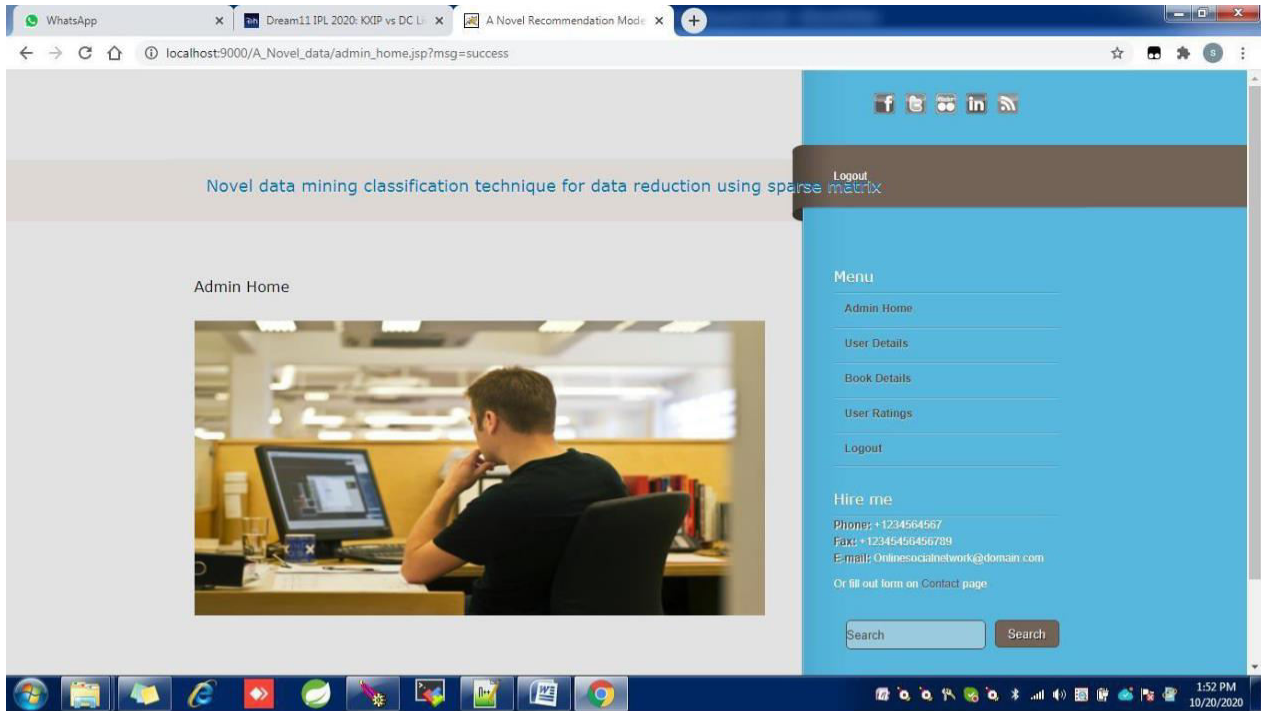 WhatsApp
Dream11 IPL 2020: KXIP vs DC Li
A Novel Recommendation Mode
localhost:9000/A_Novel_data/admin_home.jsp?msg=success
S
Novel data mining classification technique for data reduction using sparse matrix
Logout
Admin Home
Menu
Admin Home
User Details
Book Details
User Ratings
Logout
Hire me
Phone: +1234564567
Fax: +12345456456789
E-mail: Onlinesocialnetwork@domain.com
Or fill out form on Contact page
Search
Search
1:52 PM
10/20/2020